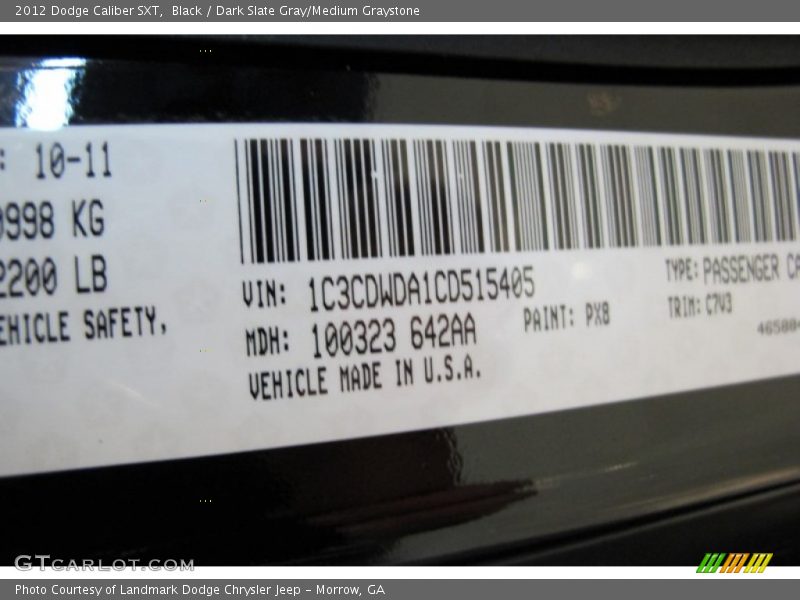 2012 Dodge Caliber SXT,  Black / Dark Slate Gray/Medium Graystone
: 10-11
0998 KG
2200 LB
EHICLE SAFETY,
VIN: 1C3CDWDA1CD515405
MDH: 100323 642AA
VEHICLE MADE IN U.S.A.
PAINT: PX8
TYPE: PASSENGER CA
TRIM: C7V3
GTCARLOT.COM
Photo Courtesy of Landmark Dodge Chrysler Jeep - Morrow, GA